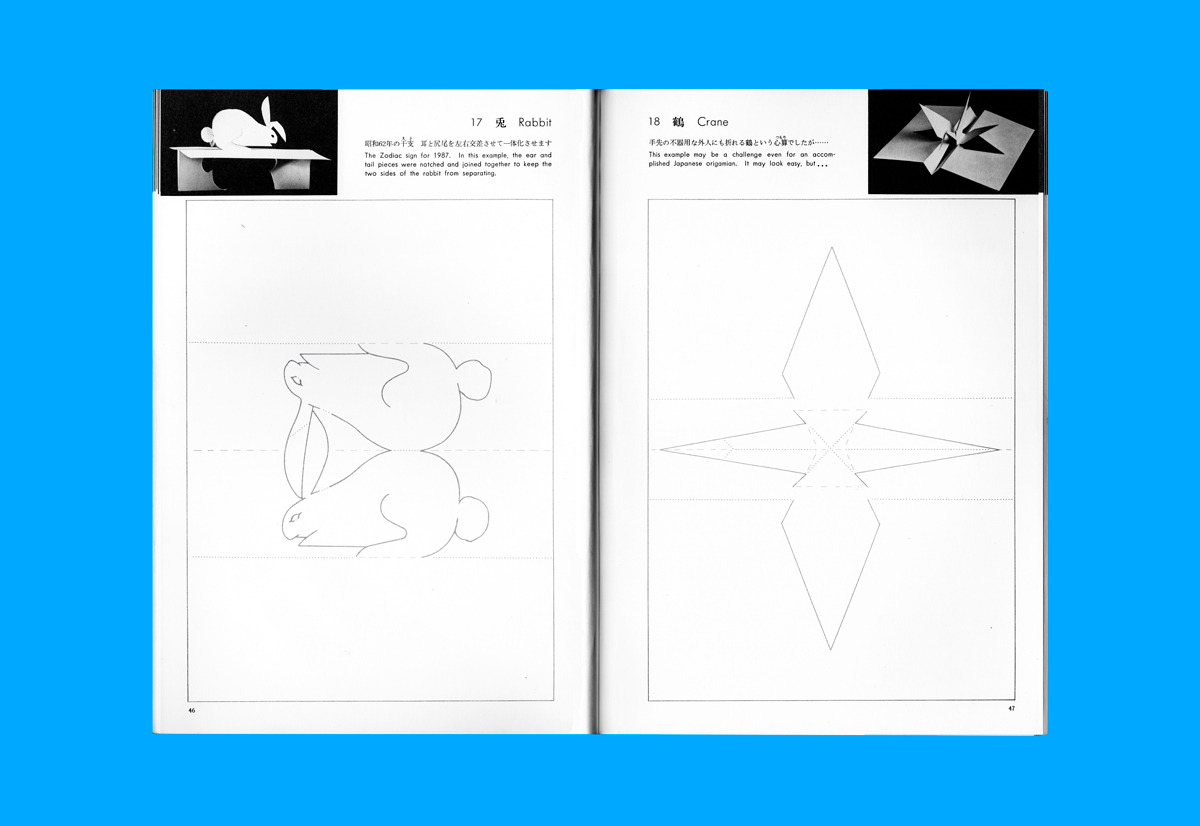 17 兎 Rabbit
昭和62年の干支 耳と尻尾を左右交差させて一体化させます
えと
The Zodiac sign for 1987. In this example, the ear and
tail pieces were notched and joined together to keep the
two sides of the rabbit from separating.
46
18 鶴 Crane
手先の不器用な外人にも折れる鶴という心算でしたが……
つもり
This example may be a challenge even for an accom-
plished Japanese origamian. It may look easy, but...
47